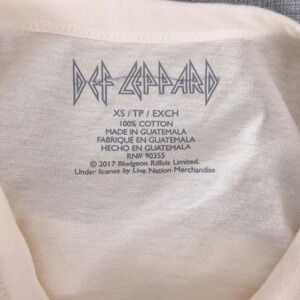 DEF LEPPARD
XS / TP / EXCH
100% COTTON
MADE IN GUATEMALA
FABRIQUÉ EN GUATEMALA
HECHO EN GUATEMALA
RN# 90355
© 2017 Bludgeon Riffola Limited.
Under license by Live Nation Merchandise